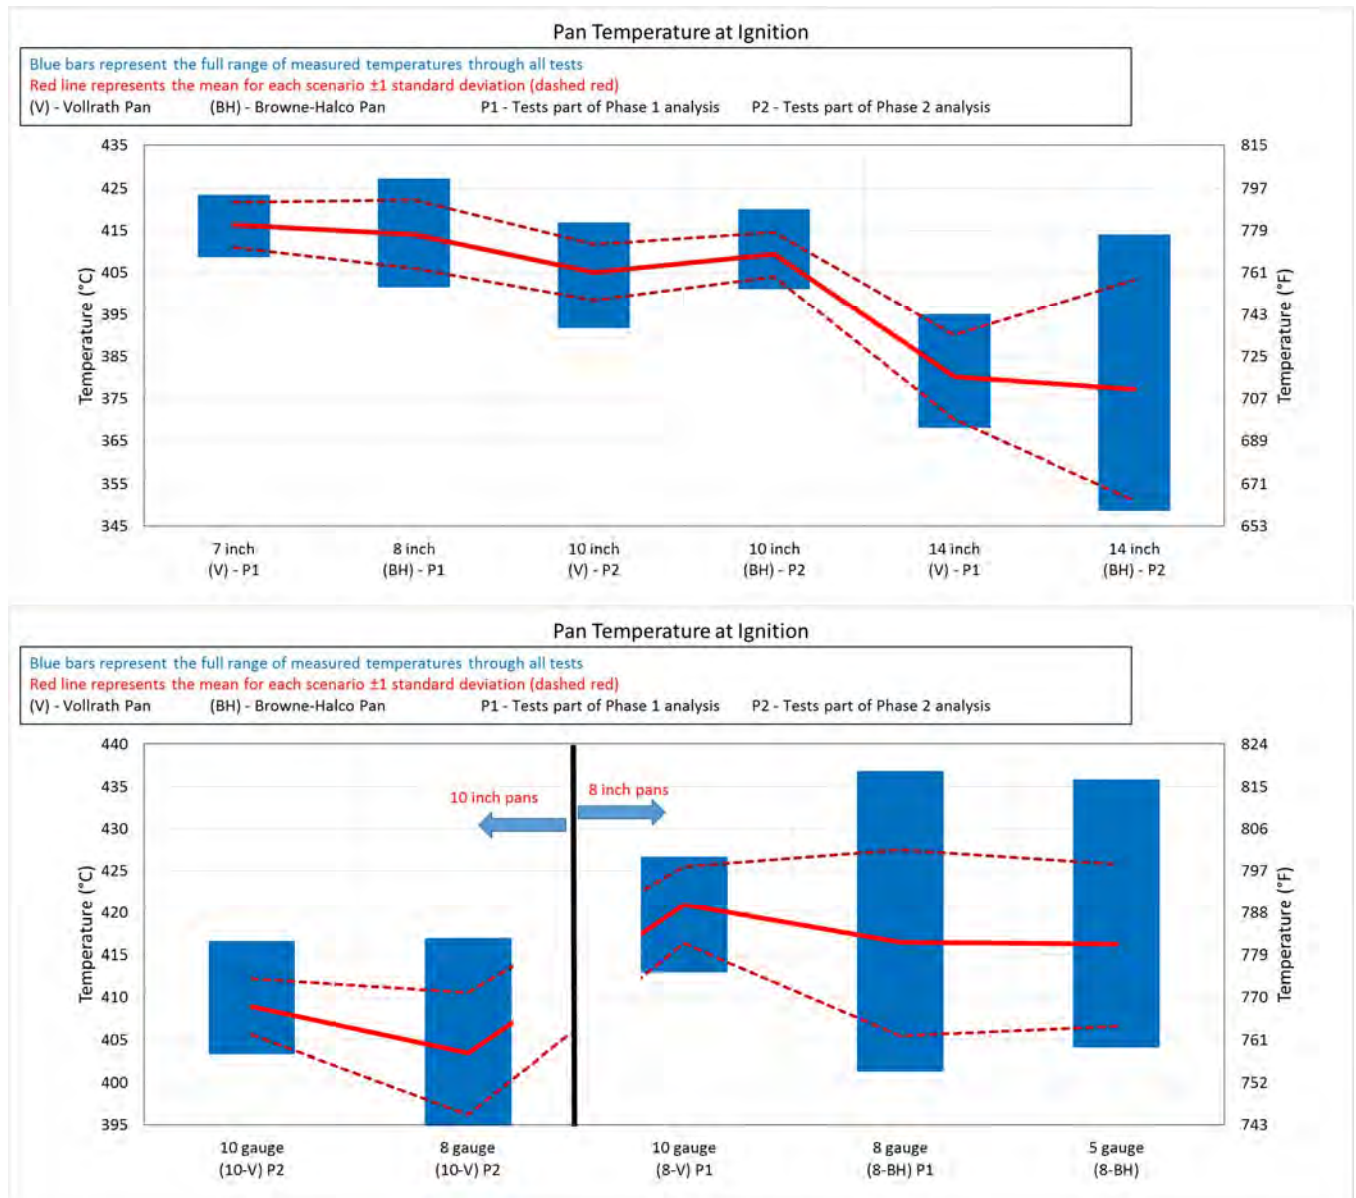 Pan Temperature at Ignition
Blue bars represent the full range of measured temperatures through all tests
Red line represents the mean for each scenario ±1 standard deviation (dashed red)
(V) - Vollrath Pan (BH) - Browne-Halco Pan P1 - Tests part of Phase 1 analysis P2 - Tests part of Phase 2 analysis
Temperature (°C)
435
425
415
405
395
385
375
365
355
345
815
797
779
761
743
725
707
689
671
653
Temperature (°F)
7 inch 8 inch 10 inch 10 inch 14 inch 14 inch
(V) - P1 (BH) - P1 (V) - P2 (BH) - P2 (V) - P1 (BH) - P2
Pan Temperature at Ignition
Blue bars represent the full range of measured temperatures through all tests
Red line represents the mean for each scenario ±1 standard deviation (dashed red)
(V) - Vollrath Pan (BH) - Browne-Halco Pan P1 - Tests part of Phase 1 analysis P2 - Tests part of Phase 2 analysis
Temperature (°C)
440
435
430
425
420
415
410
405
400
395
10 inch pans
8 inch pans
824
815
806
797
788
779
770
761
752
743
Temperature (°F)
10 gauge 8 gauge 10 gauge 8 gauge 5 gauge
(10-V) P2 (10-V) P2 (8-V) P1 (8-BH) P1 (8-BH)